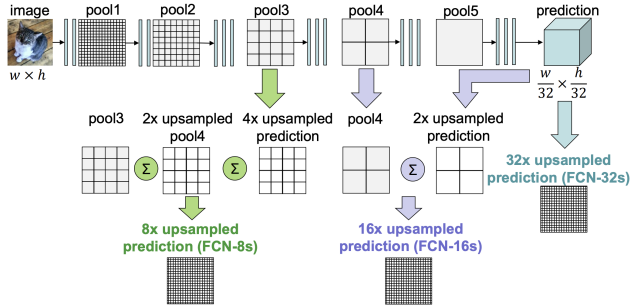 image pool1 pool2 pool3 pool4 pool5 prediction
w × h
w/32 × h/32
pool3 2x upsampled pool4 4x upsampled prediction pool4 2x upsampled prediction
Σ Σ Σ
32x upsampled
prediction (FCN-32s)
8x upsampled
prediction (FCN-8s)
16x upsampled
prediction (FCN-16s)